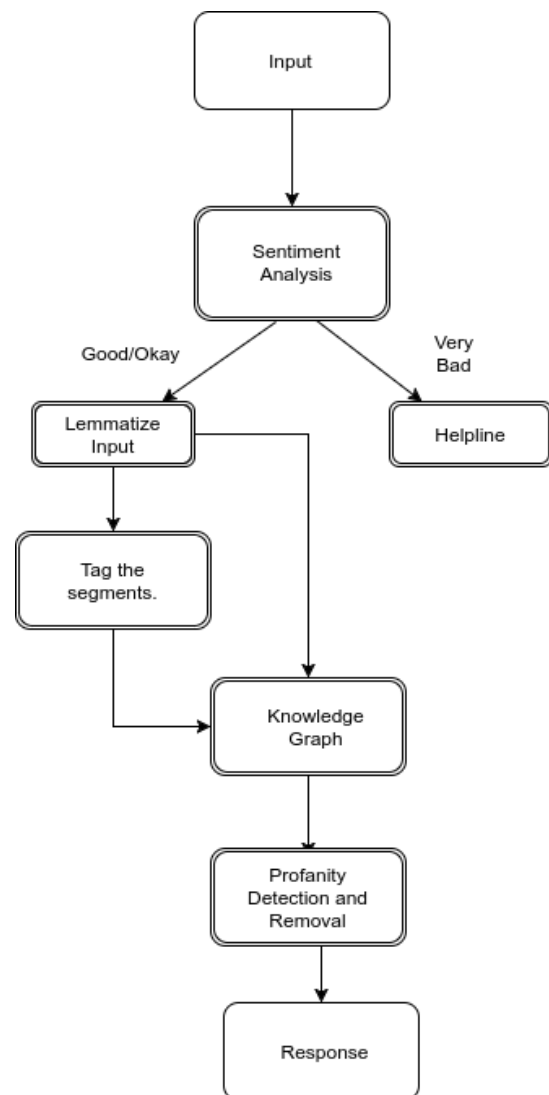 Input
Sentiment
Analysis
Good/Okay
Very
Bad
Lemmatize
Input
Helpline
Tag the
segments.
Knowledge
Graph
Profanity
Detection and
Removal
Response